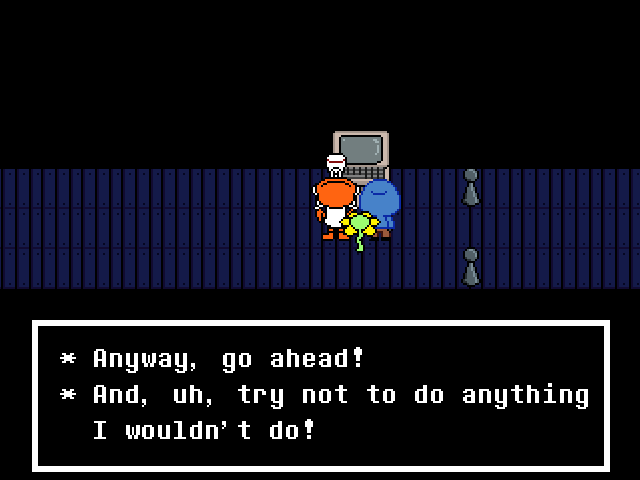 * Anyway, go ahead!
* And, uh, try not to do anything
I wouldn't do!